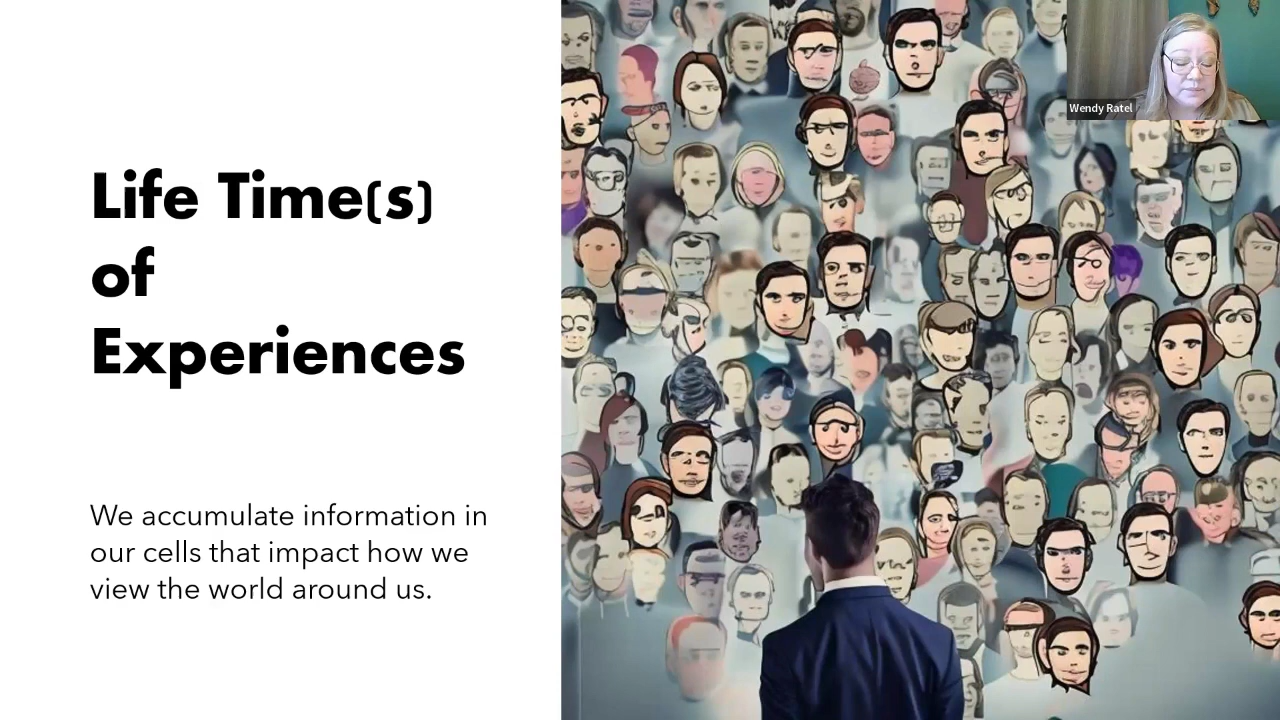 Life Time(s)
of
Experiences
We accumulate information in
our cells that impact how we
view the world around us.
Wendy Ratel